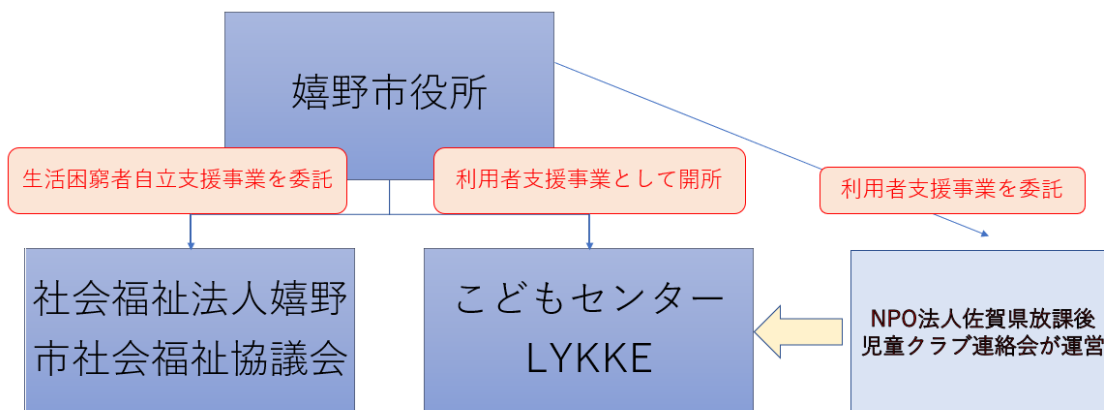 嬉野市役所
生活困窮者自立支援事業を委託
利用者支援事業として開所
利用者支援事業を委託
社会福祉法人嬉野
市社会福祉協議会
こどもセンター
LYKKE
NPO法人佐賀県放課後
児童クラブ連絡会が運営